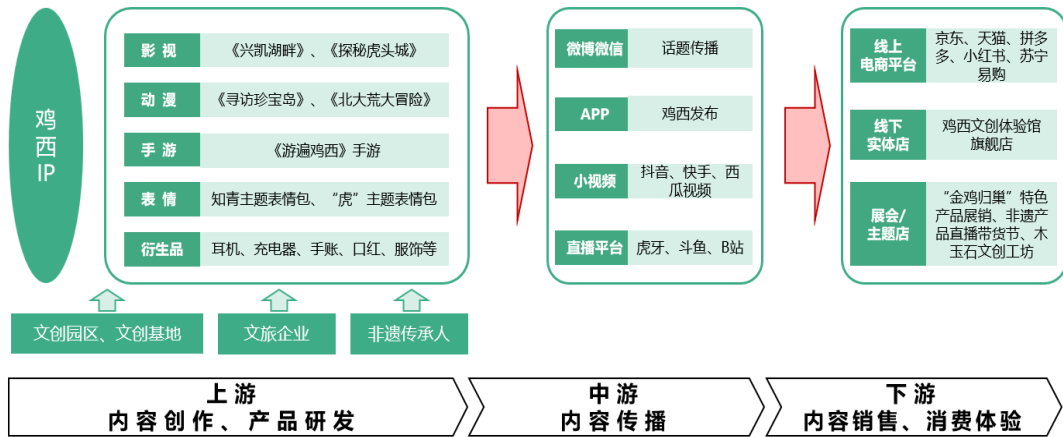 鸡
西
IP
影 视
《兴凯湖畔》、《探秘虎头城》
动 漫
《寻访珍宝岛》、《北大荒大冒险》
手 游
《游遍鸡西》手游
表 情
知青主题表情包、“虎”主题表情包
衍生品
耳机、充电器、手账、口红、服饰等
文创园区、文创基地
文旅企业
非遗传承人
微博微信
话题传播
APP
鸡西发布
小视频
抖音、快手、西
瓜视频
直播平台
虎牙、斗鱼、B站
线上
电商平台
京东、天猫、拼多
多、小红书、苏宁
易购
线下
实体店
鸡西文创体验馆
旗舰店
展会/
主题店
“金鸡归巢”特色
产品展销、非遗产
品直播带货节、木
玉石文创工坊
上 游
内容创作、产品研发
中 游
内容传播
下 游
内容销售、消费体验